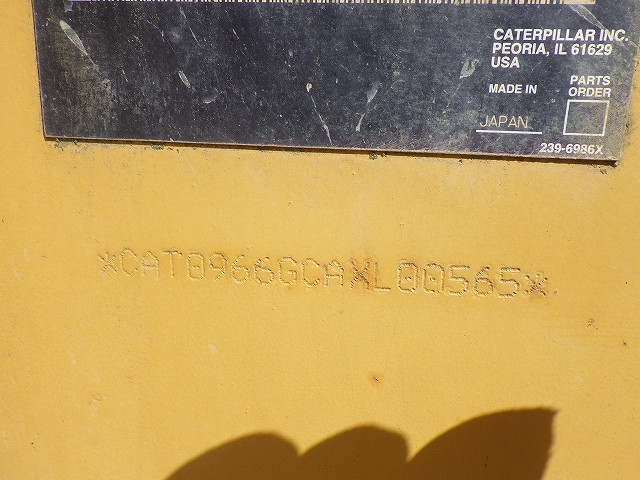 CATERPILLAR INC.
PEORIA, IL 61629
USA
MADE IN
PARTS
ORDER
JAPAN
239-6986X
*CAT0966GCAXL00565*